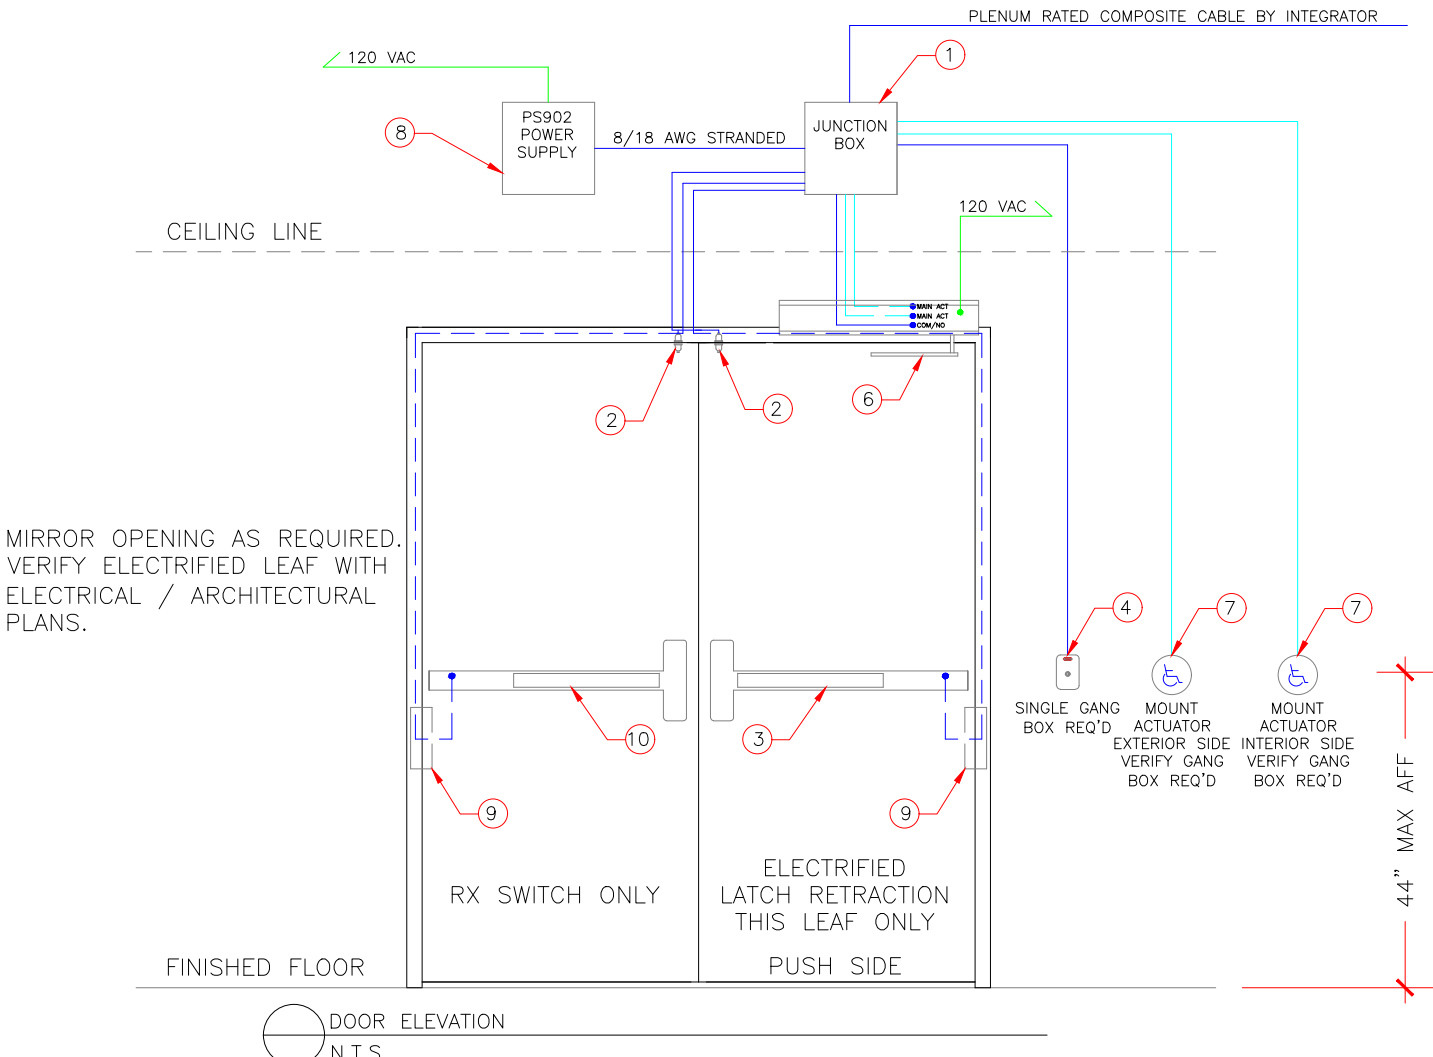 PLENUM RATED COMPOSITE CABLE BY INTEGRATOR
120 VAC
1
PS902
POWER
SUPPLY
8
8/18 AWG STRANDED
JUNCTION
BOX
120 VAC
CEILING LINE
MAIN ACT
MAIN ACT
COM/NO
2
2
6
MIRROR OPENING AS REQUIRED.
VERIFY ELECTRIFIED LEAF WITH
ELECTRICAL / ARCHITECTURAL
PLANS.
4
7
7
SINGLE GANG
BOX REQ'D
MOUNT
ACTUATOR
EXTERIOR SIDE
VERIFY GANG
BOX REQ'D
MOUNT
ACTUATOR
INTERIOR SIDE
VERIFY GANG
BOX REQ'D
10
3
9
9
44" MAX AFF
RX SWITCH ONLY
ELECTRIFIED
LATCH RETRACTION
THIS LEAF ONLY
PUSH SIDE
FINISHED FLOOR
DOOR ELEVATION
N.T.S.